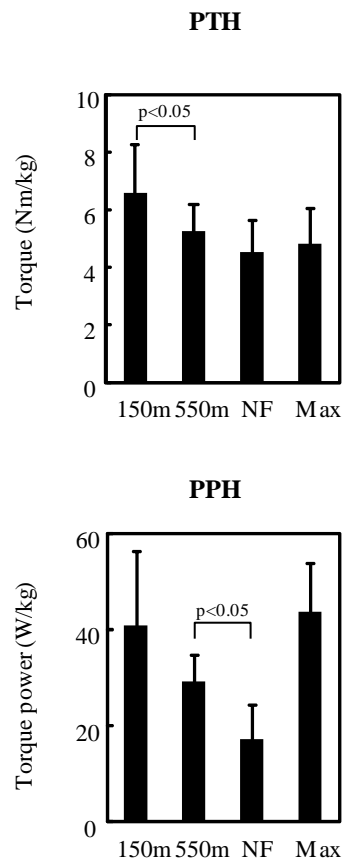 PTH
Torque (Nm/kg)
10
8
6
4
2
0
p<0.05
150m 550m NF Max
PPH
Torque power (W/kg)
60
40
20
0
p<0.05
150m 550m NF Max